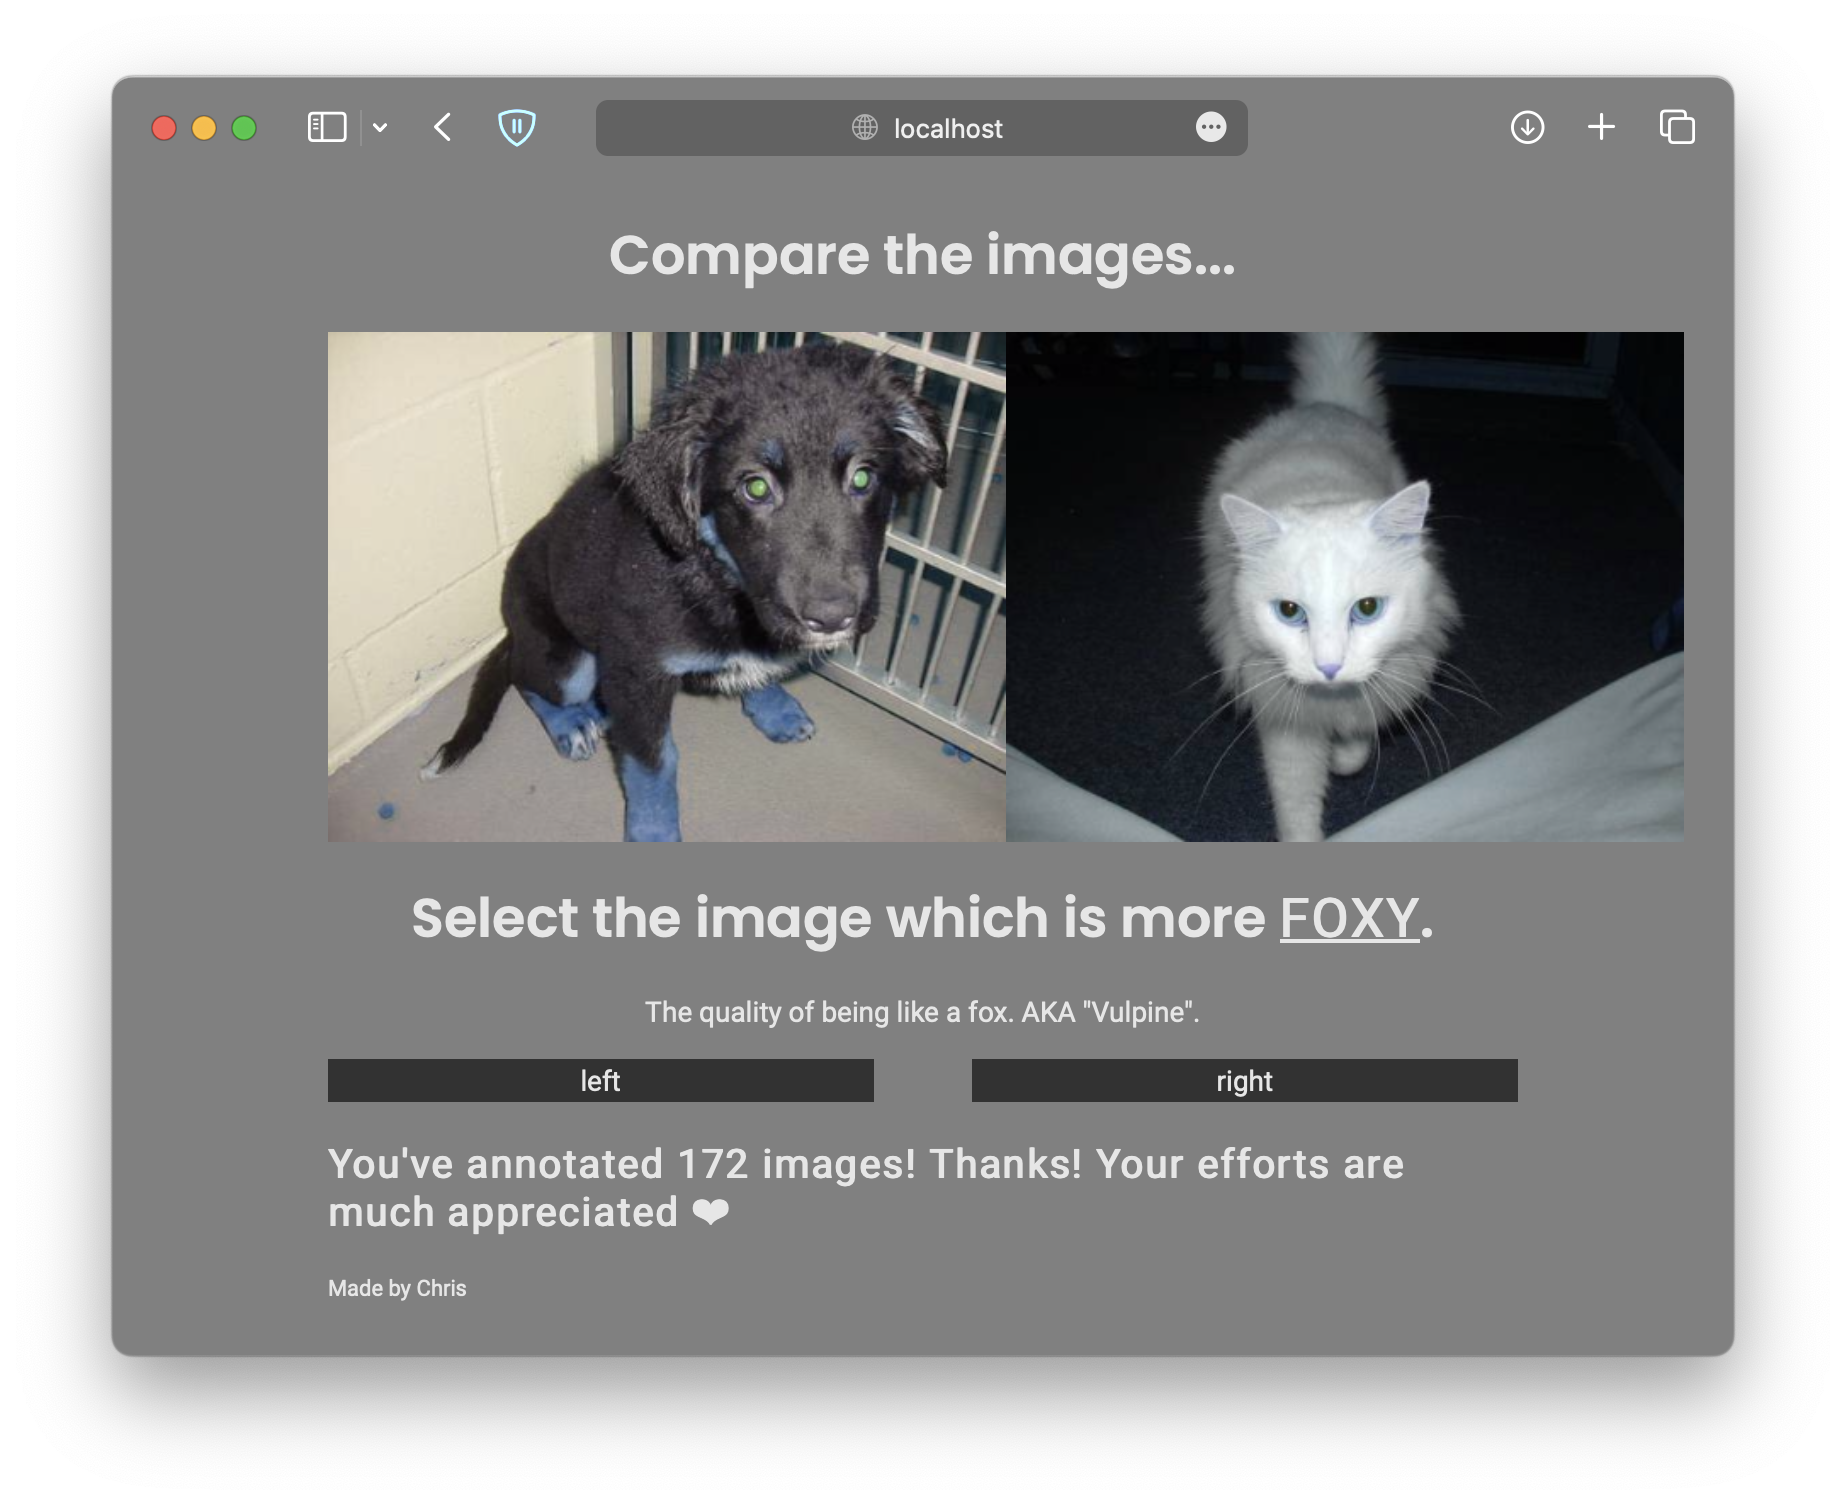 localhost
Compare the images...
Select the image which is more FOXY.
The quality of being like a fox. AKA "Vulpine".
left
right
You've annotated 172 images! Thanks! Your efforts are
much appreciated ❤
Made by Chris